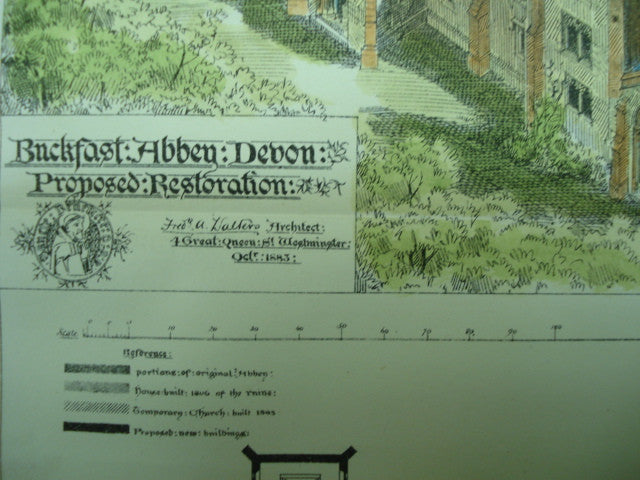 Buckfast: Abbey: Devon:
Proposed: Restoration:
Fredk. A. Walters Architect:
4 Great: Queen: St Westminster:
Octr: 1883:
Scale 10 20 30 40 50 60 70 80 90 100
Reference:
portions: of: original: Abbey:
House: built: 1806 of the ruins:
Temporary: Church: built 1883
Proposed: new: buildings: